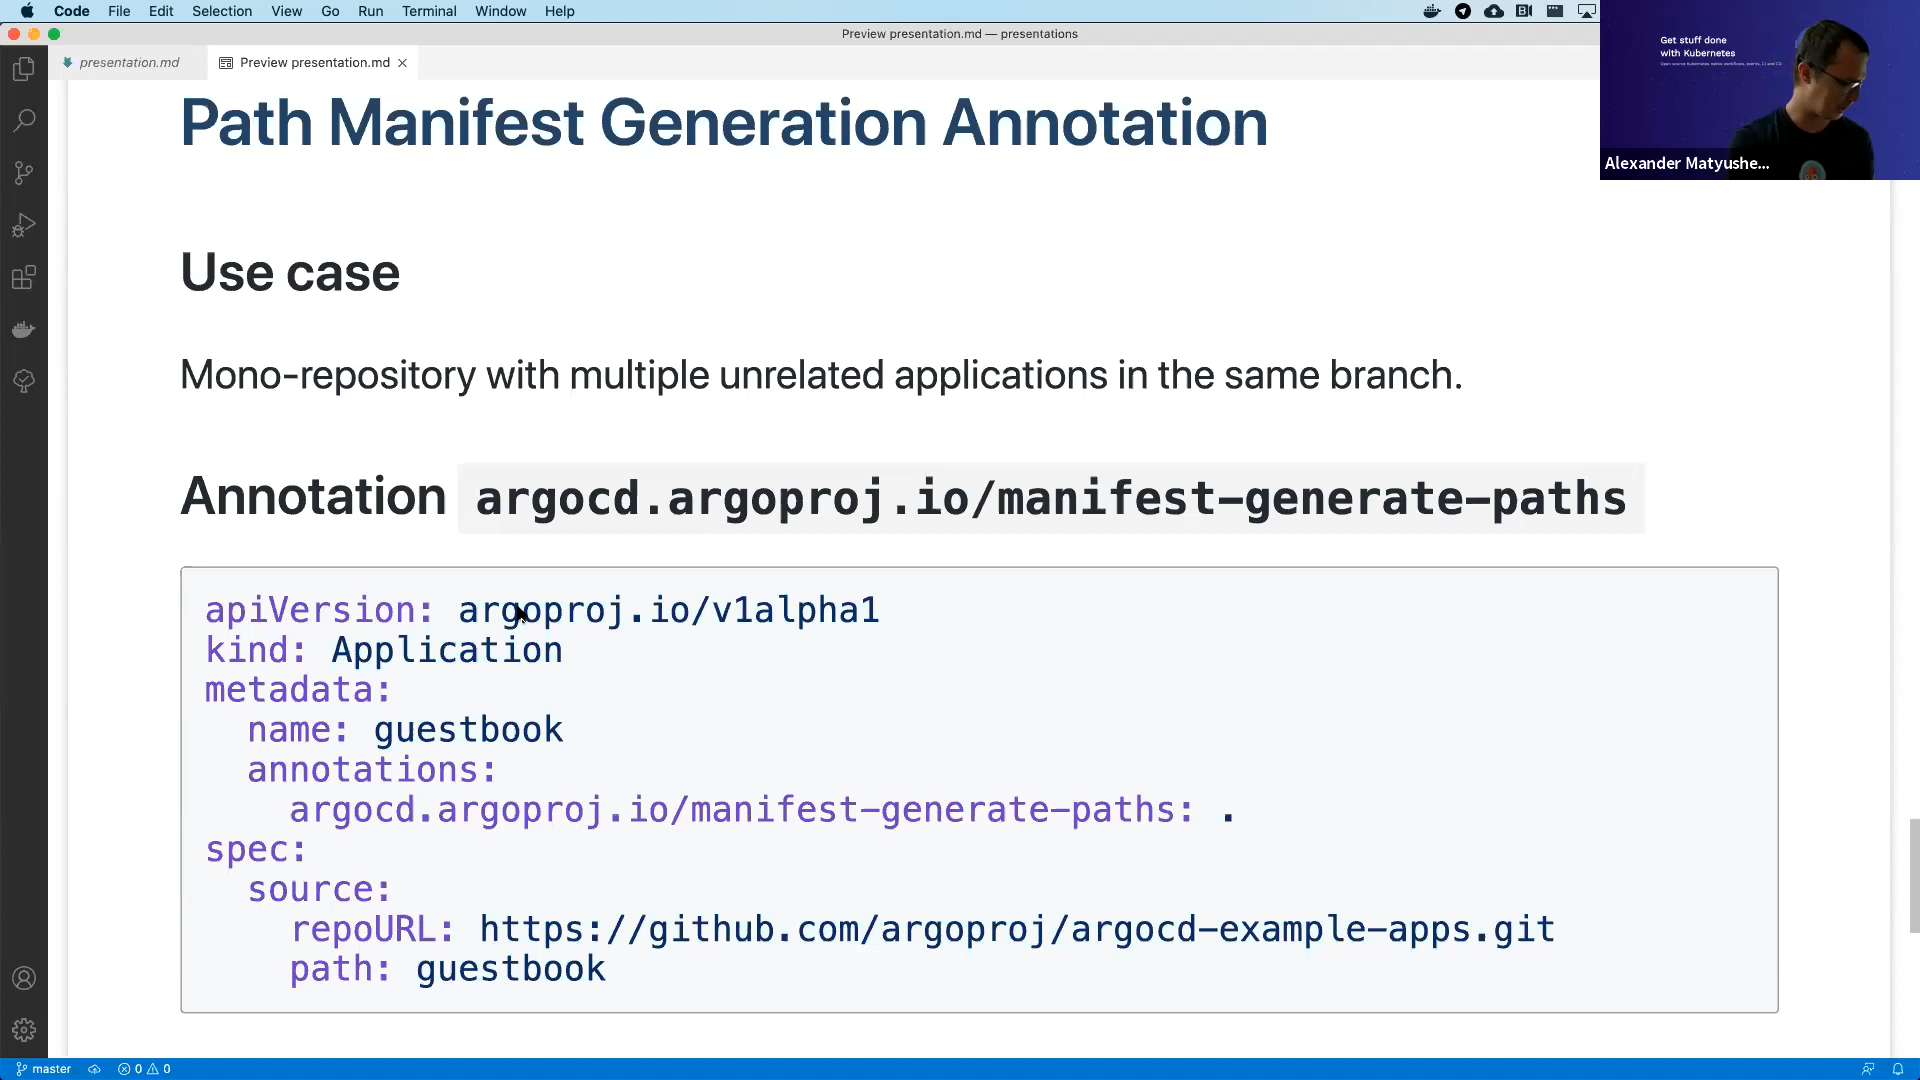 Code File Edit Selection View Go Run Terminal Window Help
Preview presentation.md — presentations
presentation.md
Preview presentation.md
Get stuff done
with Kubernetes
Alexander Matyushe...
Path Manifest Generation Annotation
Use case
Mono-repository with multiple unrelated applications in the same branch.
Annotation argocd.argoproj.io/manifest-generate-paths
apiVersion: argoproj.io/v1alpha1
kind: Application
metadata:
name: guestbook
annotations:
argocd.argoproj.io/manifest-generate-paths: .
spec:
source:
repoURL: https://github.com/argoproj/argocd-example-apps.git
path: guestbook
master 0 0